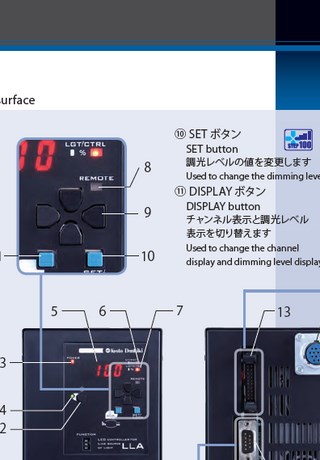 surface
⑩ SET ボタン
SET button
調光レベルの値を変更します
Used to change the dimming leve
⑪ DISPLAY ボタン
DISPLAY button
チャンネル表示と調光レベル
表示を切り替えます
Used to change the channel
display and dimming level display
step 100
LGT/CTRL
10
%
REMOTE
8
9
10
SET/
5
6
7
13
3
POWER
100
4
2
FUNCTION
LLA